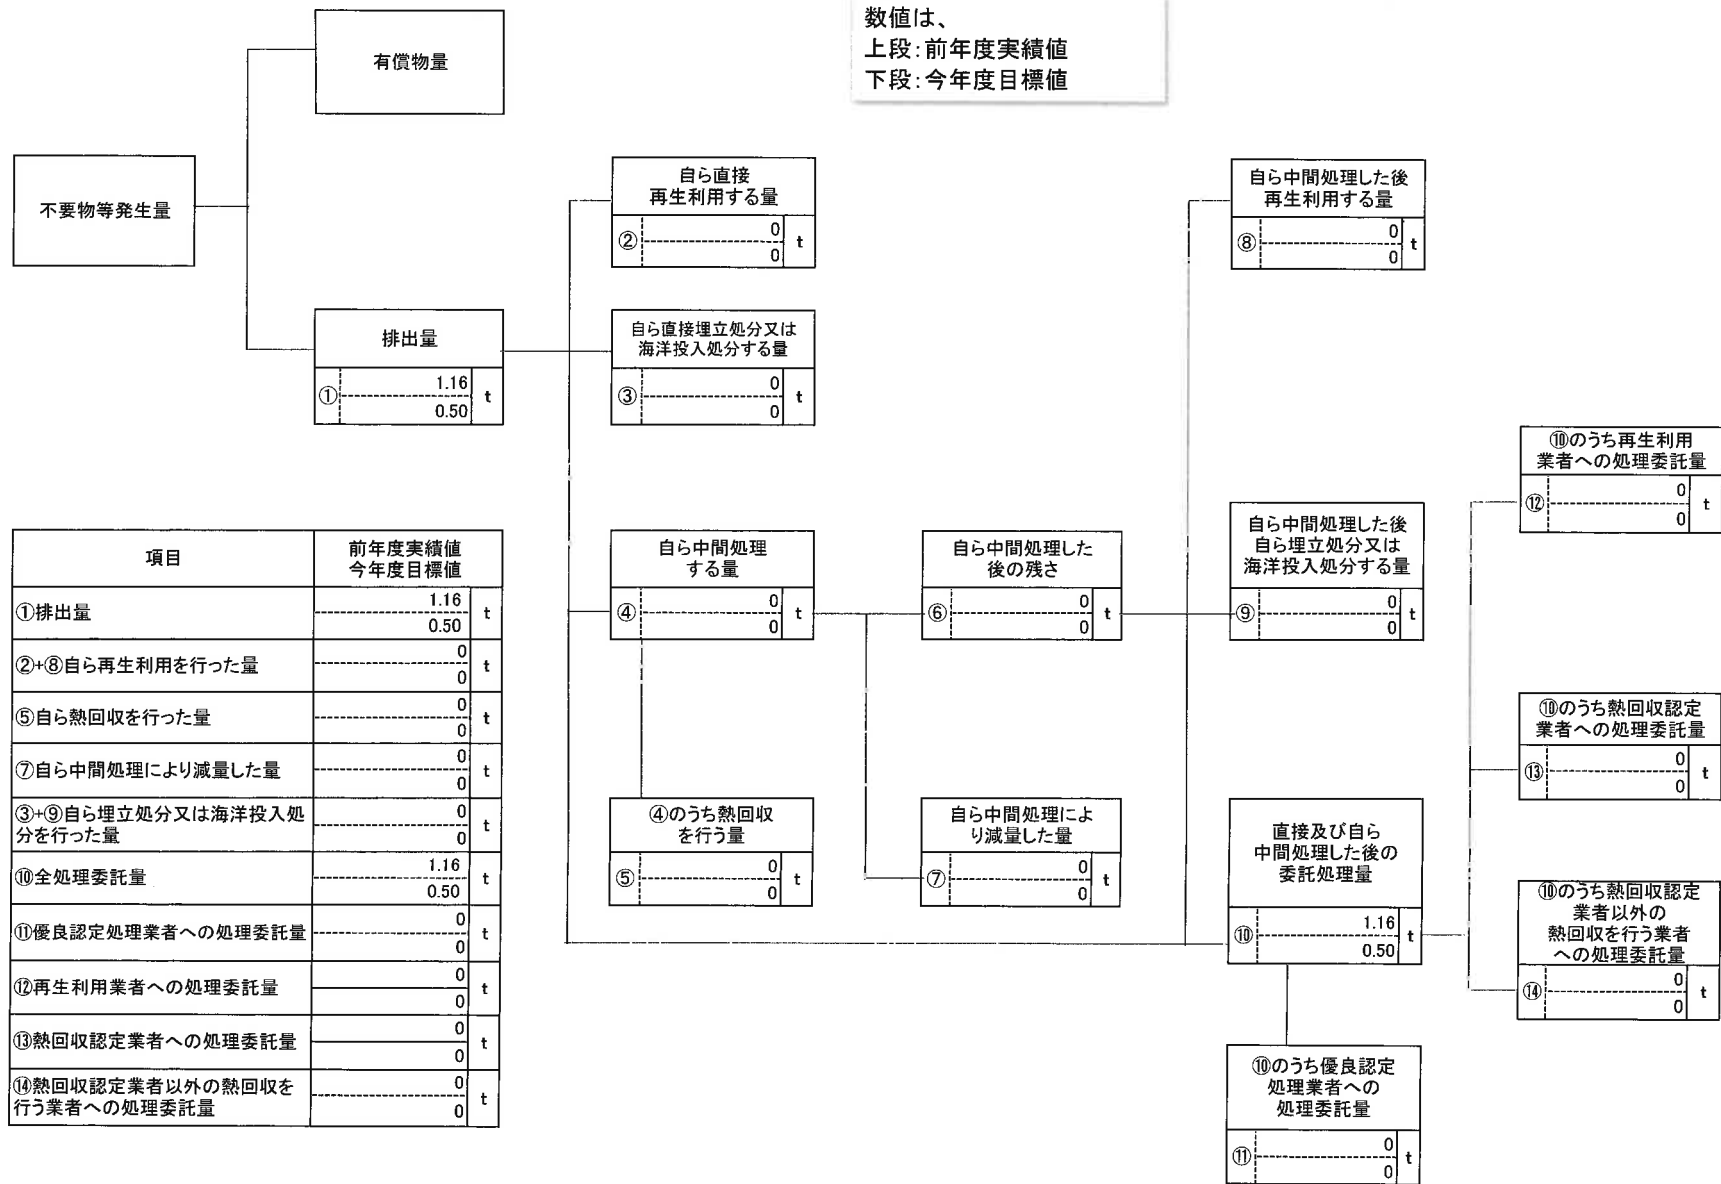 数値は、
上段：前年度実績値
下段：今年度目標値
有償物量
不要物等発生量
排出量
①
1.16
0.50
t
自ら直接
再生利用する量
②
0
0
t
自ら直接埋立処分又は
海洋投入処分する量
③
0
0
t
自ら中間処理
する量
④
0
0
t
④のうち熱回収
を行う量
⑤
0
0
t
自ら中間処理した
後の残さ
⑥
0
0
t
自ら中間処理によ
り減量した量
⑦
0
0
t
自ら中間処理した後
再生利用する量
⑧
0
0
t
自ら中間処理した後
自ら埋立処分又は
海洋投入処分する量
⑨
0
0
t
直接及び自ら
中間処理した後の
委託処理量
⑩
1.16
0.50
t
⑩のうち優良認定
処理業者への
処理委託量
⑪
0
0
t
⑩のうち再生利用
業者への処理委託量
⑫
0
0
t
⑩のうち熱回収認定
業者への処理委託量
⑬
0
0
t
⑩のうち熱回収認定
業者以外の
熱回収を行う業者
への処理委託量
⑭
0
0
t
項目
前年度実績値
今年度目標値
①排出量
1.16
0.50
t
②+⑧自ら再生利用を行った量
0
0
t
⑤自ら熱回収を行った量
0
0
t
⑦自ら中間処理により減量した量
0
0
t
③+⑨自ら埋立処分又は海洋投入処
分を行った量
0
0
t
⑩全処理委託量
1.16
0.50
t
⑪優良認定処理業者への処理委託量
0
0
t
⑫再生利用業者への処理委託量
0
0
t
⑬熱回収認定業者への処理委託量
0
0
t
⑭熱回収認定業者以外の熱回収を
行う業者への処理委託量
0
0
t